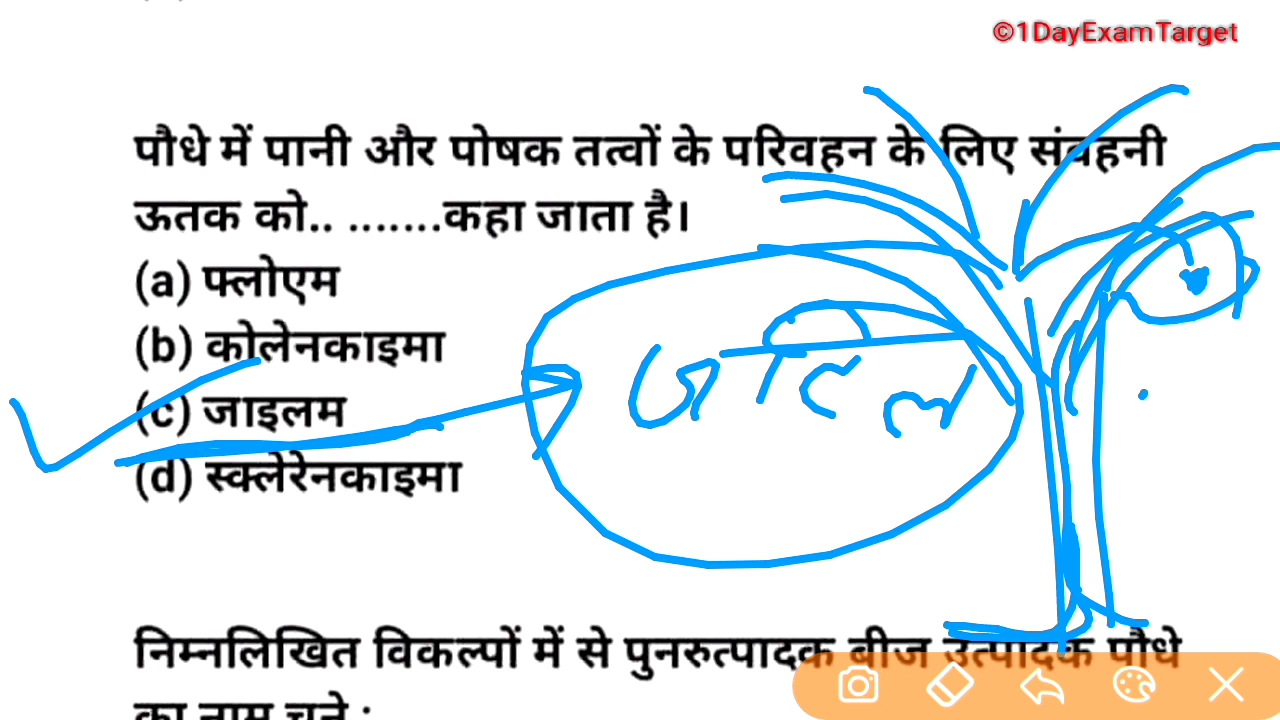 ©1DayExamTarget
पौधे में पानी और पोषक तत्वों के परिवहन के लिए संवहनी
ऊतक को.. .......कहा जाता है।
(a) फ्लोएम
(b) कोलेनकाइमा
(c) जाइलम
(d) स्क्लेरेनकाइमा
जटिल
निम्नलिखित विकल्पों में से पुनरुत्पादक बीज उत्पादक पौधे
का नाम चुने :